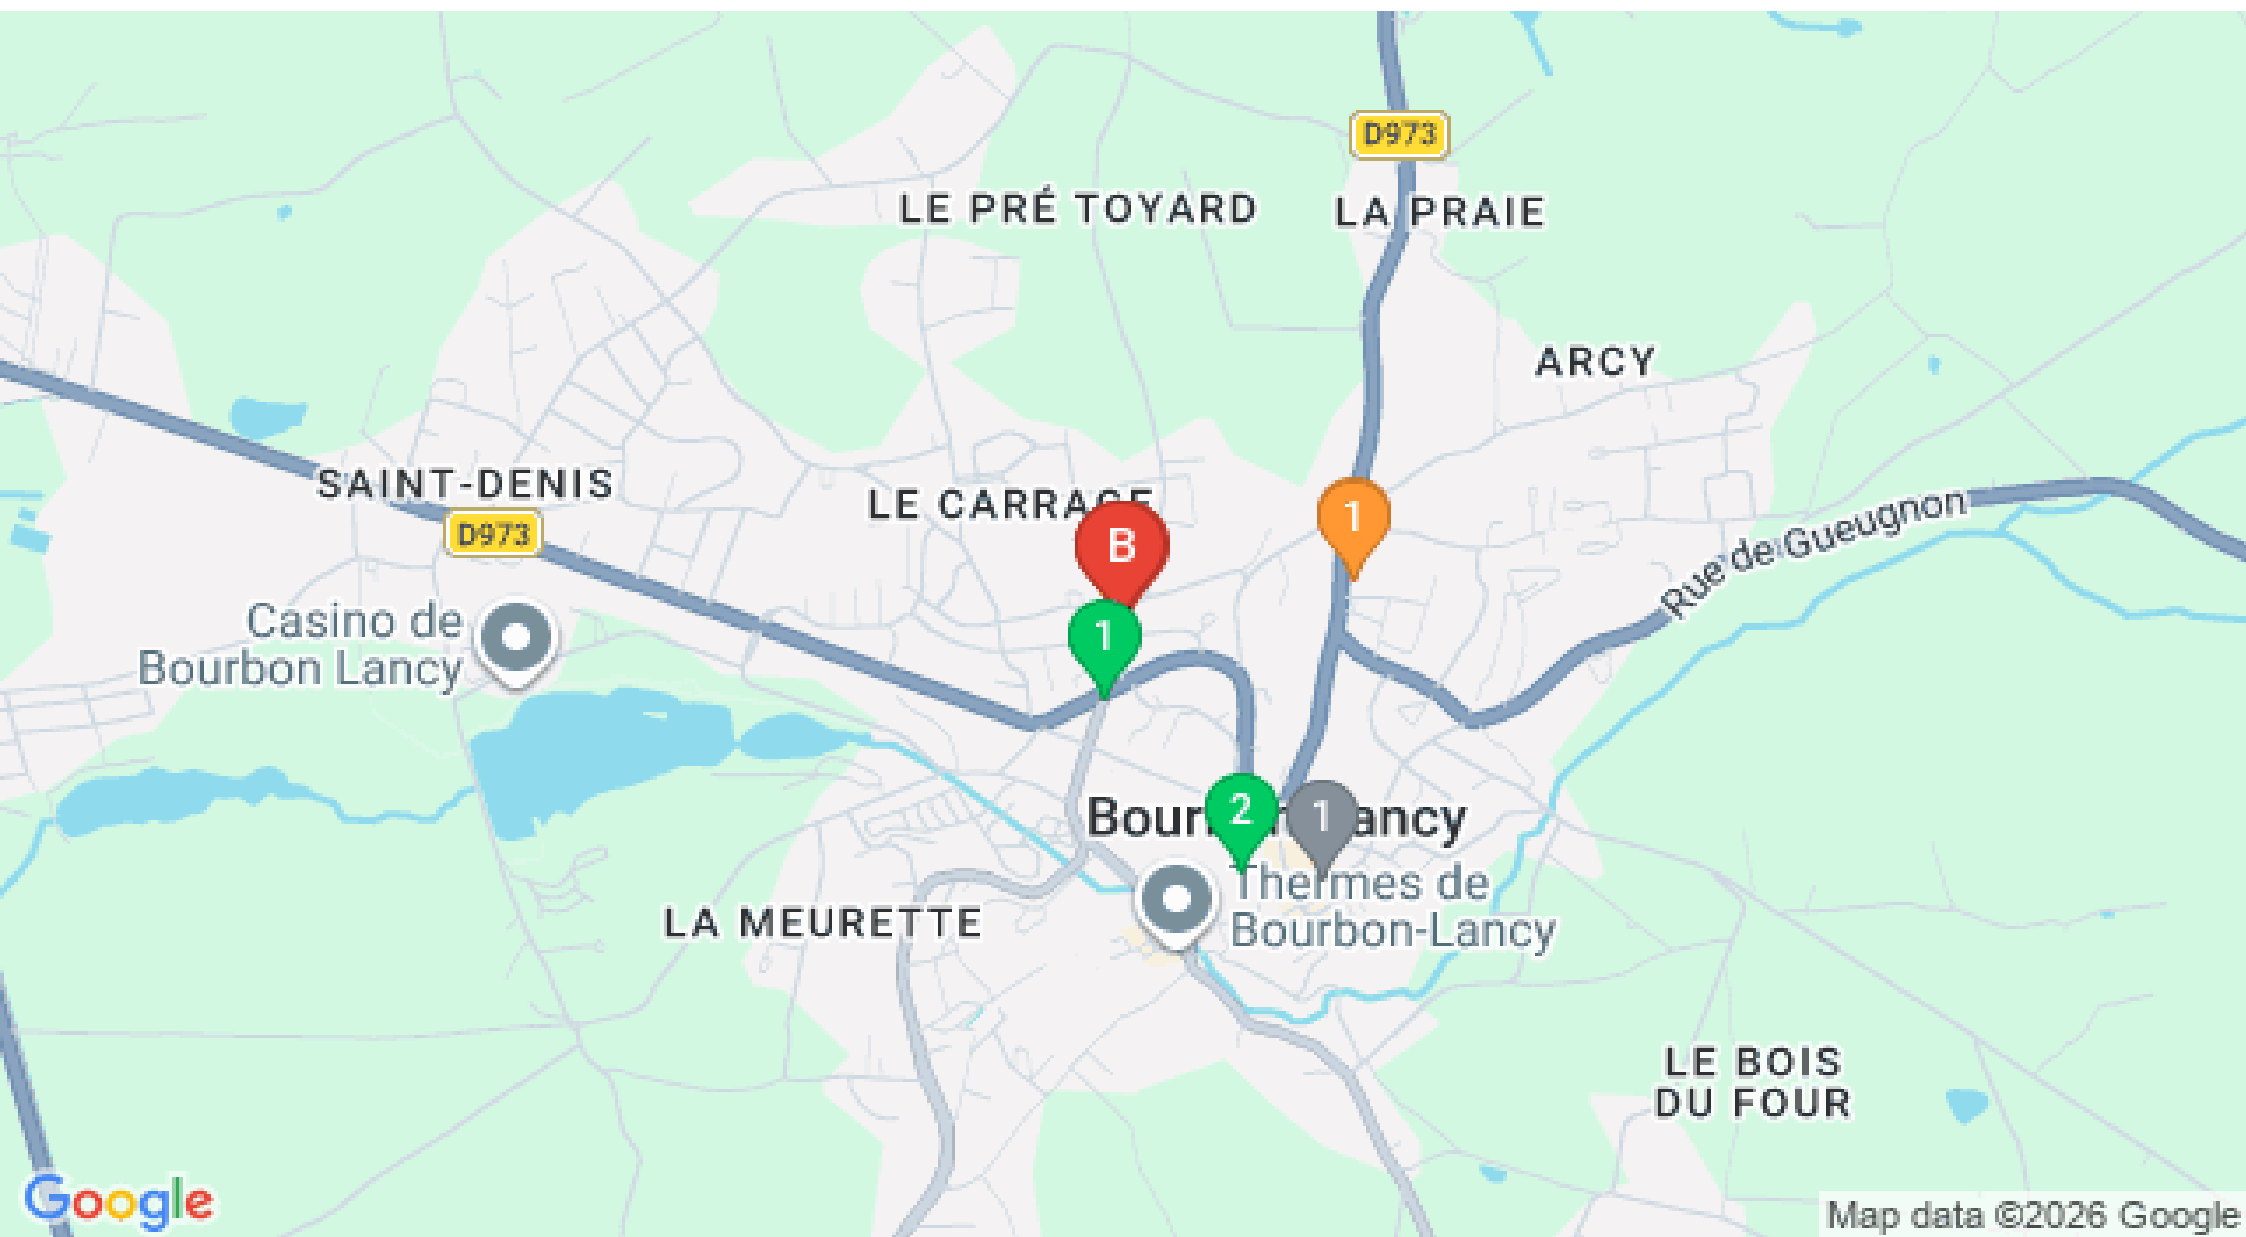 D973
LE PRÉ TOYARD
LA PRAIE
ARCY
SAINT-DENIS
LE CARRAGE
1
B
D973
Rue de Gueugnon
Casino de
Bourbon Lancy
1
2
1
Bourbon-Lancy
Thermes de
Bourbon-Lancy
LA MEURETTE
LE BOIS
DU FOUR
Google
Map data ©2026 Google